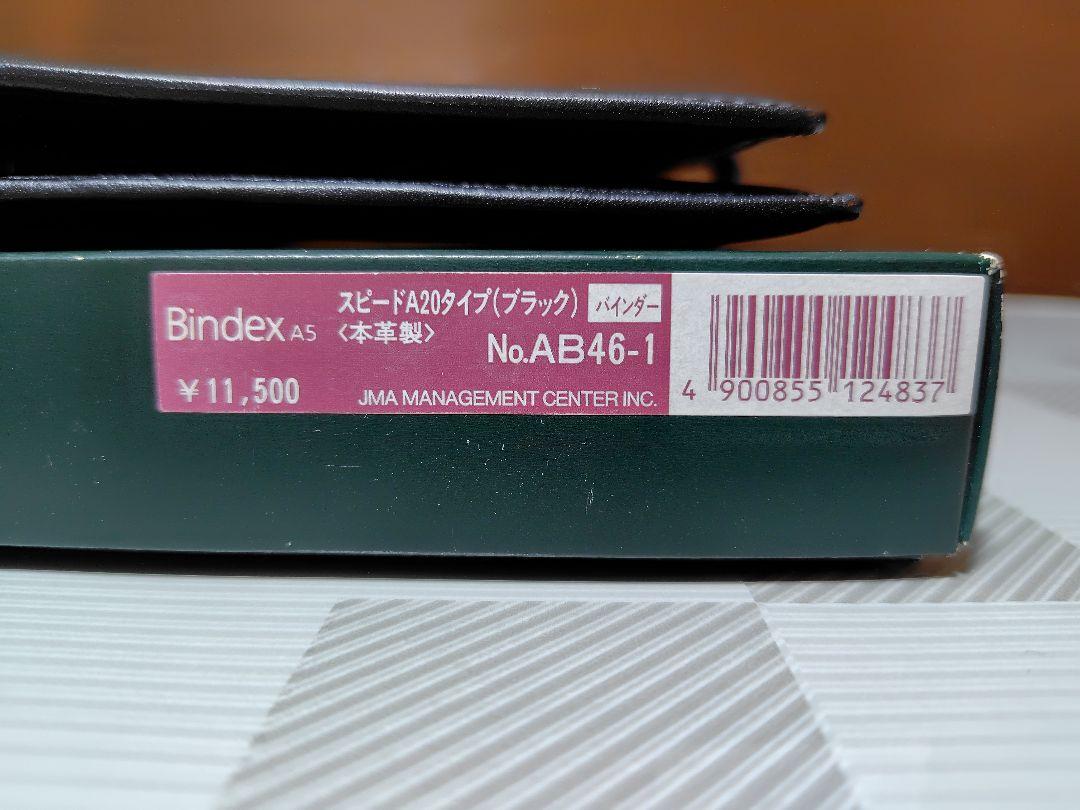 スピードA20タイプ(ブラック) バインダー
Bindex A5 〈本革製〉 No.AB46-1
￥11,500 JMA MANAGEMENT CENTER INC.
4 900855 124837